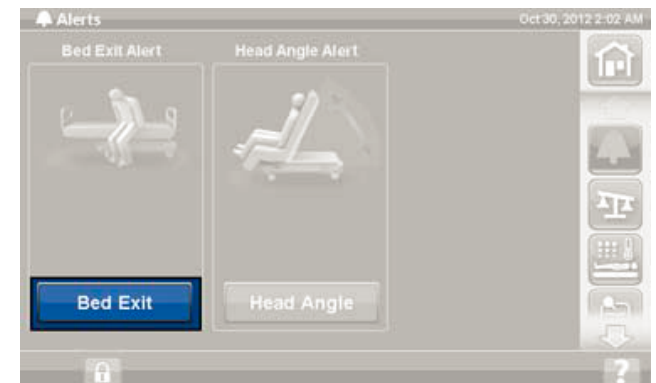 Alerts Oct 30, 2012 2:02 AM
Bed Exit Alert Head Angle Alert
Bed Exit Head Angle
?